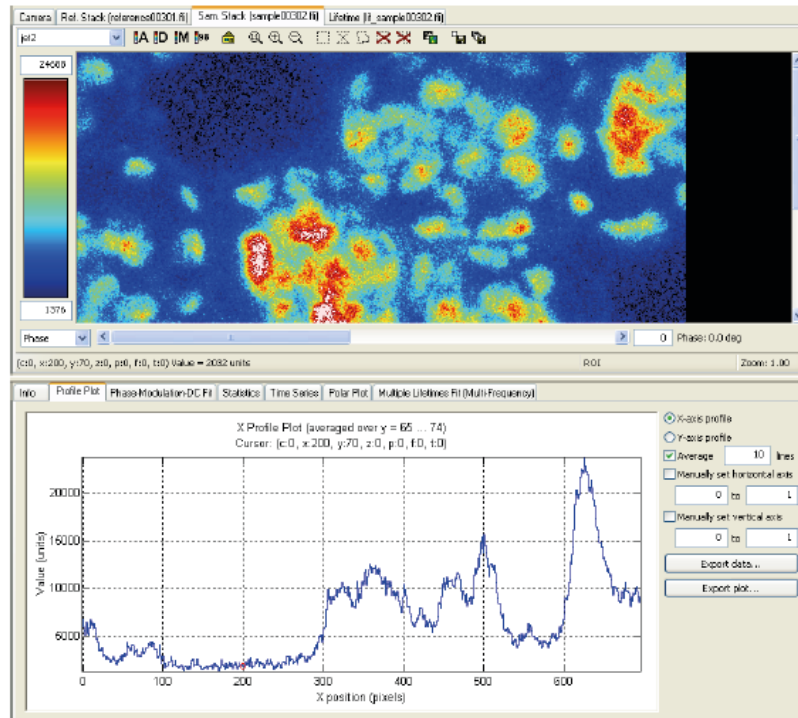 Camera Ref. Stack (reference00301.fli) Sam. Stack (sample00302.fli) Lifetime (lif_sample00302.fli)
jet2 A D M 98
24688
1376
Phase 0 Phase: 0.0 deg
(c:0, x:200, y:70, z:0, p:0, f:0, t:0) Value = 2032 units ROI Zoom: 1.00
Info Profile Plot Phase-Modulation-DC Fit Statistics Time Series Polar Plot Multiple Lifetimes Fit (Multi-Frequency)
X Profile Plot (averaged over y = 65 ... 74)
Cursor: (c:0, x:200, y:70, z:0, p:0, f:0, t:0)
X-axis profile
Y-axis profile
Average 10 lines
Manually set horizontal axis
0 to 1
Manually set vertical axis
0 to 1
Export data...
Export plot...
20000
15000
10000
5000
Value (units)
0 100 200 300 400 500 600
X position (pixels)